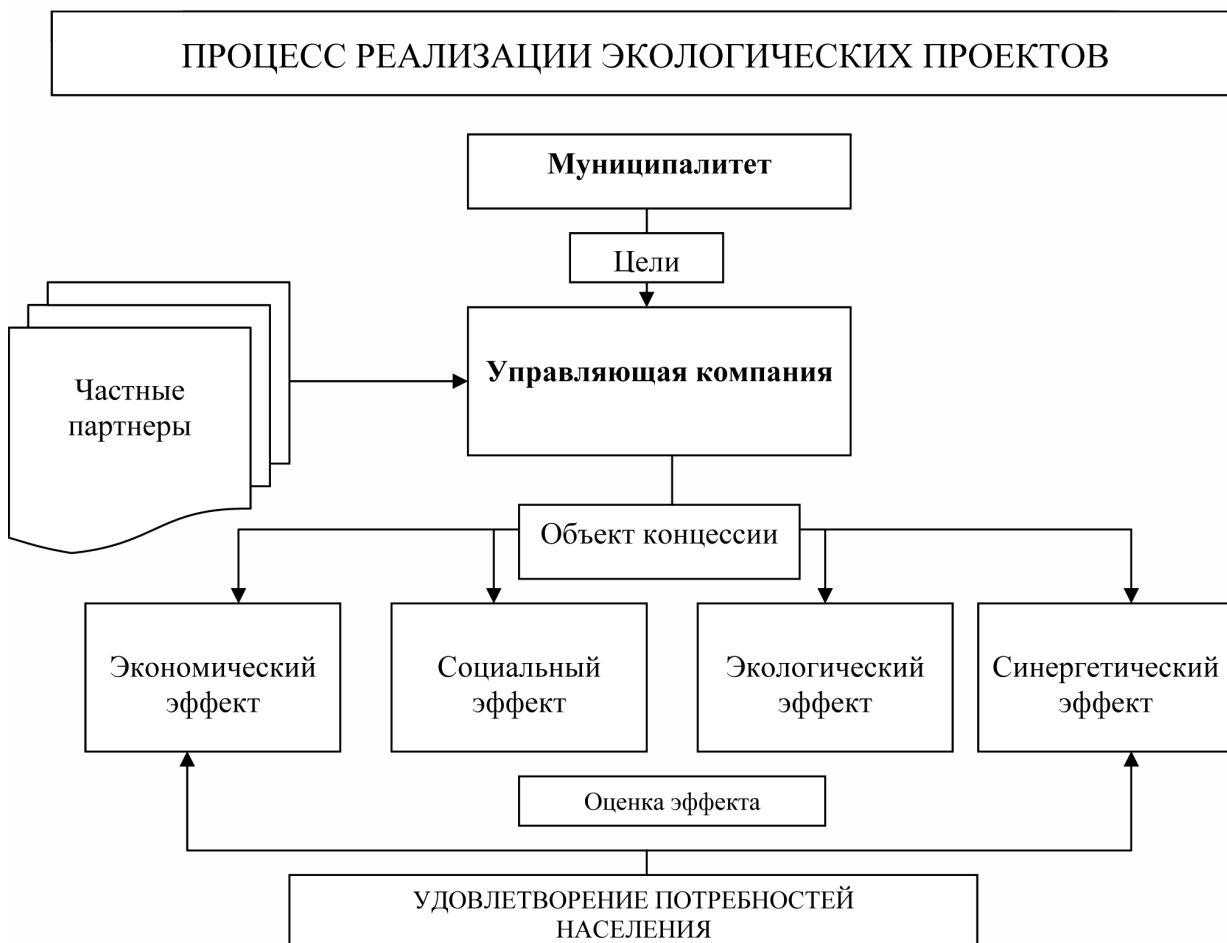 ПРОЦЕСС РЕАЛИЗАЦИИ ЭКОЛОГИЧЕСКИХ ПРОЕКТОВ
Муниципалитет
Цели
Частные
партнеры
Управляющая компания
Объект концессии
Экономический
эффект
Социальный
эффект
Экологический
эффект
Синергетический
эффект
Оценка эффекта
УДОВЛЕТВОРЕНИЕ ПОТРЕБНОСТЕЙ
НАСЕЛЕНИЯ